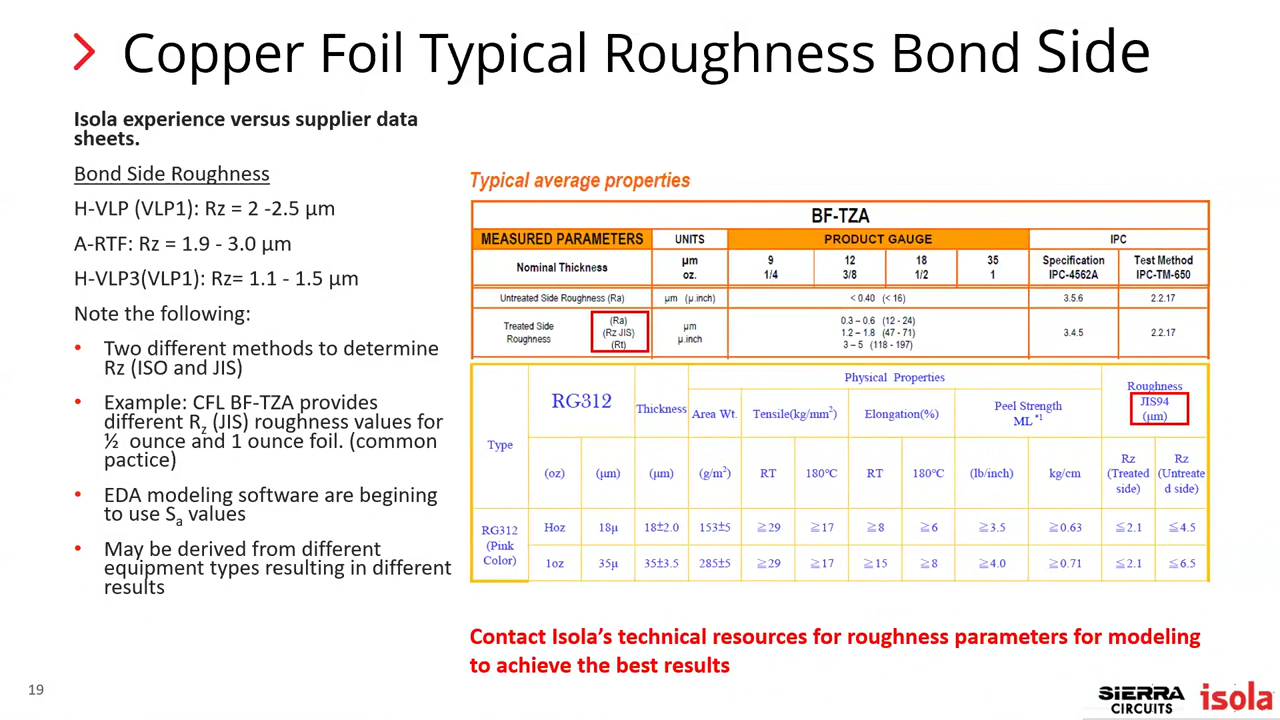 Copper Foil Typical Roughness Bond Side
Isola experience versus supplier data
sheets.
Bond Side Roughness
H-VLP (VLP1): Rz = 2 -2.5 µm
A-RTF: Rz = 1.9 - 3.0 µm
H-VLP3(VLP1): Rz= 1.1 - 1.5 µm
Note the following:
• Two different methods to determine
Rz (ISO and JIS)
• Example: CFL BF-TZA provides
different Rz (JIS) roughness values for
½ ounce and 1 ounce foil. (common
pactice)
• EDA modeling software are begining
to use Sa values
• May be derived from different
equipment types resulting in different
results
Typical average properties
BF-TZA
MEASURED PARAMETERS UNITS PRODUCT GAUGE IPC
Nominal Thickness µm 9 12 18 35 Specification Test Method
oz. 1/4 3/8 1/2 1 IPC-4562A IPC-TM-650
Untreated Side Roughness (Ra) µm (µ.inch) < 0.40 (< 16) 3.5.6 2.2.17
Treated Side Roughness (Ra) µm 0.3 – 0.6 (12 - 24)
(Rz JIS) 1.2 – 1.8 (47 - 71) 3.4.5 2.2.17
(Rt) µ.inch 3 – 5 (118 - 197)
Type RG312 Thickness Physical Properties Roughness
JIS94
(µm)
Area Wt. Tensile(kg/mm²) Elongation(%) Peel Strength
ML *1
(oz) (µm) (µm) (g/m²) RT 180℃ RT 180℃ (lb/inch) kg/cm Rz (Treated side) Rz (Untreate d side)
RG312 (Pink Color)
Hoz 18µ 18±2.0 153±5 ≧29 ≧17 ≧8 ≧6 ≧3.5 ≧0.63 ≦2.1 ≦4.5
1oz 35µ 35±3.5 285±5 ≧29 ≧17 ≧15 ≧8 ≧4.0 ≧0.71 ≦2.1 ≦6.5
Contact Isola’s technical resources for roughness parameters for modeling
to achieve the best results
19
SIERRA
CIRCUITS
isola